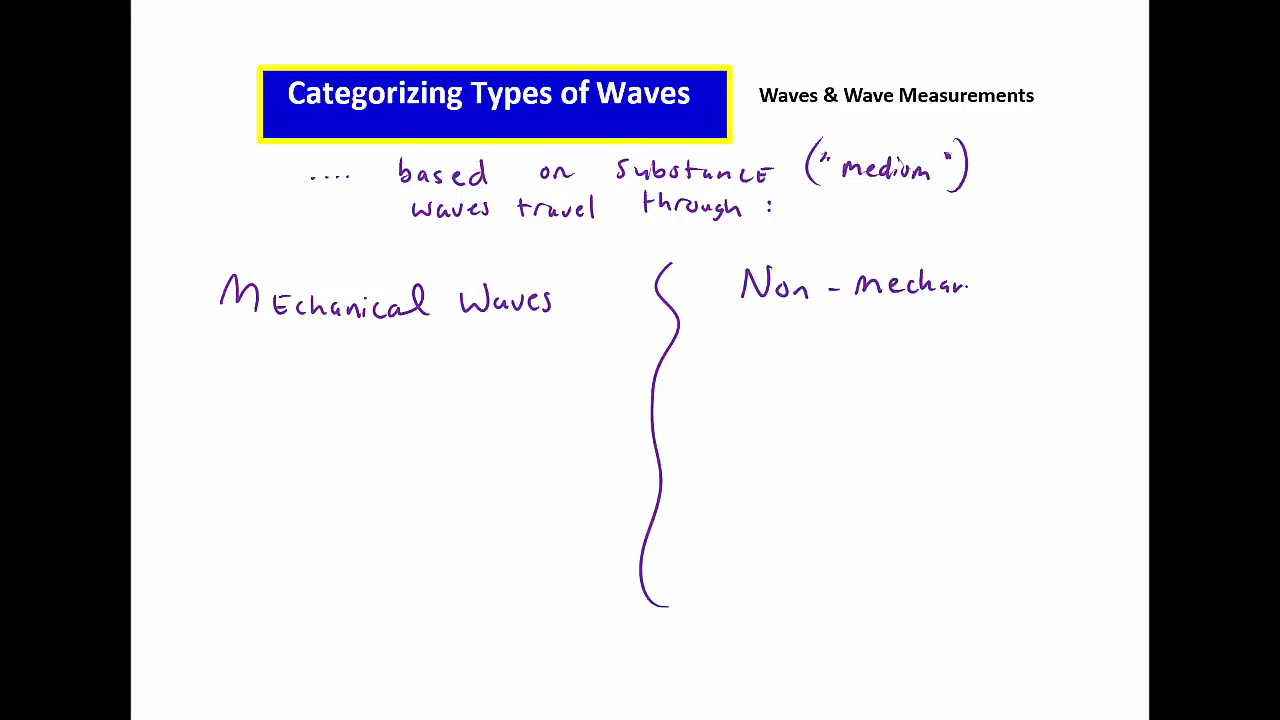 Categorizing Types of Waves
Waves & Wave Measurements
.... based on substance ("medium")
waves travel through :
Mechanical Waves
Non - mechan